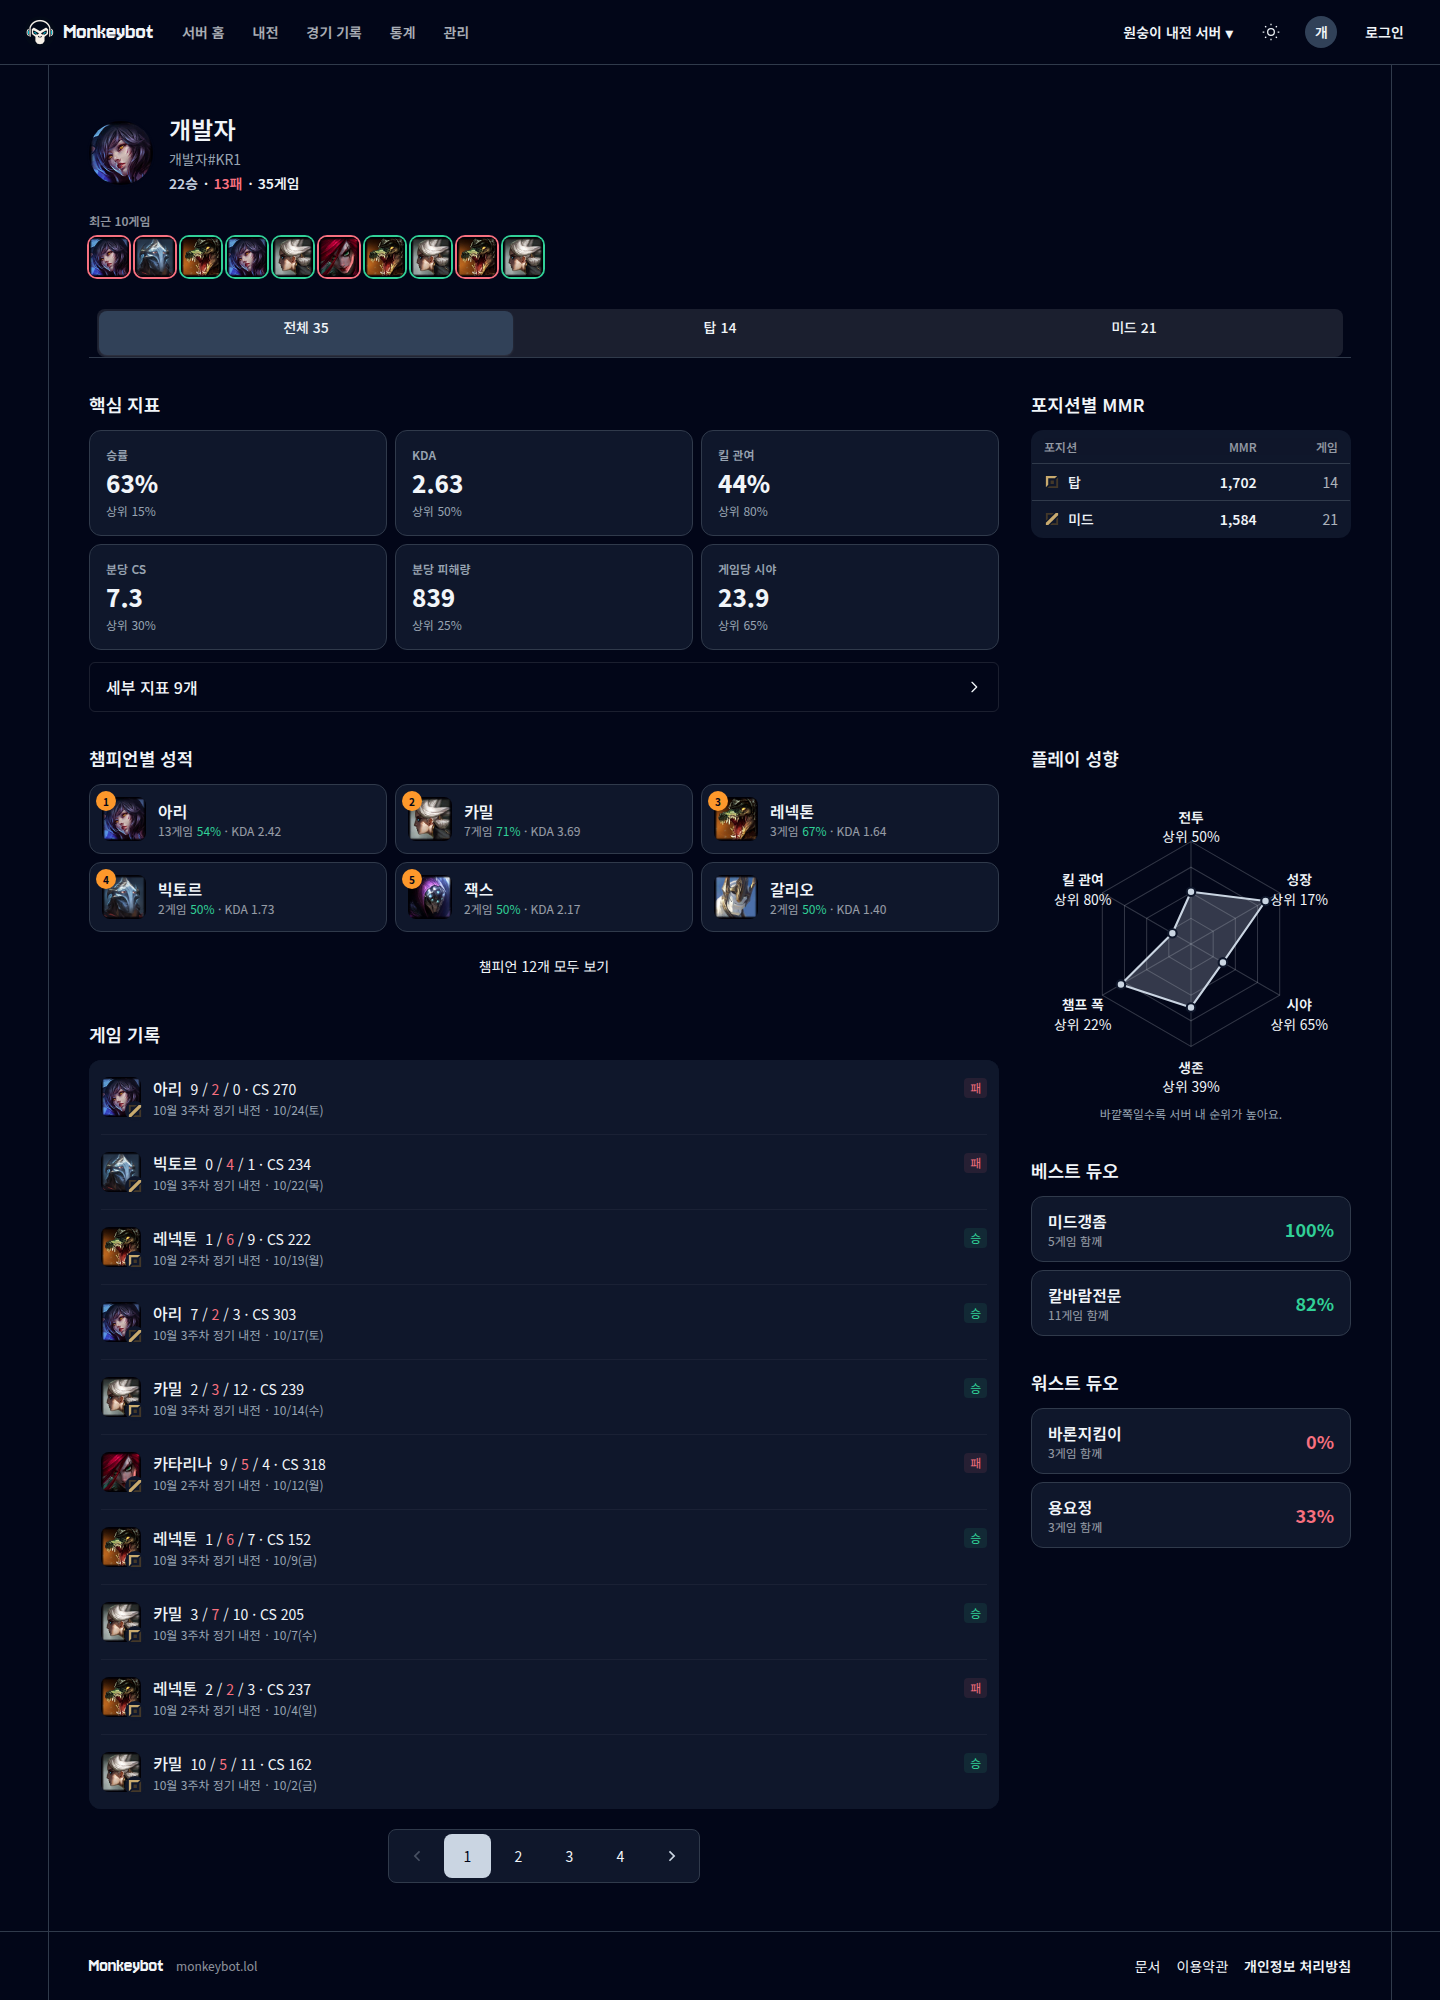 Monkeybot 서버 홈 내전 경기 기록 통계 관리 원숭이 내전 서버 ▾ 개 로그인
개발자
개발자#KR1
22승 · 13패 · 35게임
최근 10게임
전체 35 탑 14 미드 21
핵심 지표
승률 KDA 킬 관여
63% 2.63 44%
상위 15% 상위 50% 상위 80%
분당 CS 분당 피해량 게임당 시야
7.3 839 23.9
상위 30% 상위 25% 상위 65%
세부 지표 9개
포지션별 MMR
포지션 MMR 게임
탑 1,702 14
미드 1,584 21
챔피언별 성적
1 아리
13게임 54% · KDA 2.42
2 카밀
7게임 71% · KDA 3.69
3 레넥톤
3게임 67% · KDA 1.64
4 빅토르
2게임 50% · KDA 1.73
5 잭스
2게임 50% · KDA 2.17
갈리오
2게임 50% · KDA 1.40
챔피언 12개 모두 보기
플레이 성향
전투
상위 50%
킬 관여 성장
상위 80% 상위 17%
챔프 폭 시야
상위 22% 상위 65%
생존
상위 39%
바깥쪽일수록 서버 내 순위가 높아요.
게임 기록
아리 9 / 2 / 0 · CS 270 패
10월 3주차 정기 내전 · 10/24(토)
빅토르 0 / 4 / 1 · CS 234 패
10월 3주차 정기 내전 · 10/22(목)
레넥톤 1 / 6 / 9 · CS 222 승
10월 2주차 정기 내전 · 10/19(월)
아리 7 / 2 / 3 · CS 303 승
10월 3주차 정기 내전 · 10/17(토)
카밀 2 / 3 / 12 · CS 239 승
10월 3주차 정기 내전 · 10/14(수)
카타리나 9 / 5 / 4 · CS 318 패
10월 2주차 정기 내전 · 10/12(월)
레넥톤 1 / 6 / 7 · CS 152 승
10월 3주차 정기 내전 · 10/9(금)
카밀 3 / 7 / 10 · CS 205 승
10월 3주차 정기 내전 · 10/7(수)
레넥톤 2 / 2 / 3 · CS 237 패
10월 2주차 정기 내전 · 10/4(일)
카밀 10 / 5 / 11 · CS 162 승
10월 3주차 정기 내전 · 10/2(금)
1 2 3 4
베스트 듀오
미드갱좀 100%
5게임 함께
칼바람전문 82%
11게임 함께
워스트 듀오
바론지킴이 0%
3게임 함께
용요정 33%
3게임 함께
Monkeybot monkeybot.lol 문서 이용약관 개인정보 처리방침